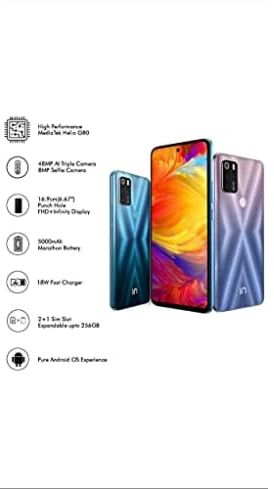 High Performance
MediaTek Helio G80
48MP AI Triple Camera
8MP Selfie Camera
16.9cm(6.67")
Punch Hole
FHD+Infinity Display
5000mAh
Marathon Battery
18W Fast Charger
2+1 Sim Slot
Expandable upto 256GB
Pure Android OS Experience
in